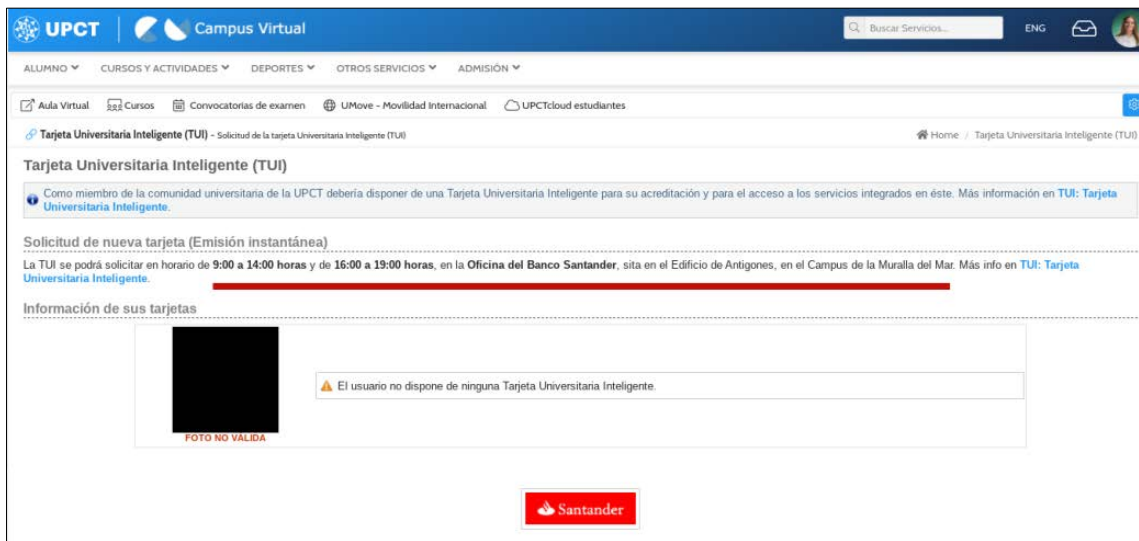 UPCT Campus Virtual Buscar Servicios... ENG
ALUMNO CURSOS Y ACTIVIDADES DEPORTES OTROS SERVICIOS ADMISIÓN
Aula Virtual Cursos Convocatorias de examen UMove - Movilidad Internacional UPCTcloud estudiantes
Tarjeta Universitaria Inteligente (TUI) - Solicitud de la tarjeta Universitaria Inteligente (TUI) Home / Tarjeta Universitaria Inteligente (TUI)
Tarjeta Universitaria Inteligente (TUI)
Como miembro de la comunidad universitaria de la UPCT debería disponer de una Tarjeta Universitaria Inteligente para su acreditación y para el acceso a los servicios integrados en éste. Más información en TUI: Tarjeta
Universitaria Inteligente.
Solicitud de nueva tarjeta (Emisión instantánea)
La TUI se podrá solicitar en horario de 9:00 a 14:00 horas y de 16:00 a 19:00 horas, en la Oficina del Banco Santander, sita en el Edificio de Antigones, en el Campus de la Muralla del Mar. Más info en TUI: Tarjeta
Universitaria Inteligente.
Información de sus tarjetas
El usuario no dispone de ninguna Tarjeta Universitaria Inteligente.
FOTO NO VÁLIDA
Santander